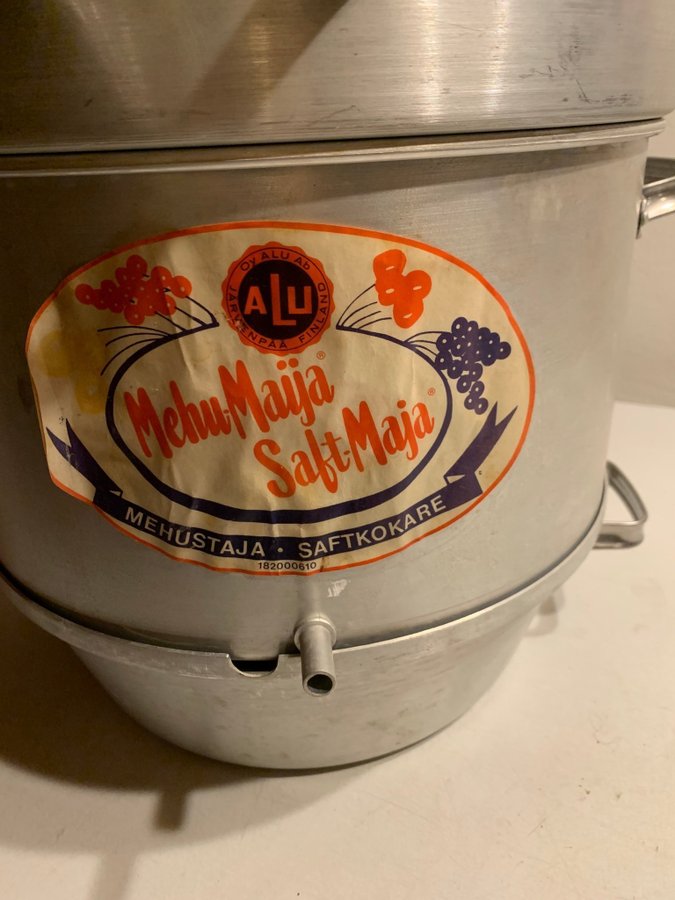 Oy ALU Ab
ALU
JÄRVENPÄÄ FINLAND
Mehu-Maija®
Saft-Maja®
MEHUSTAJA · SAFTKOKARE
182000610